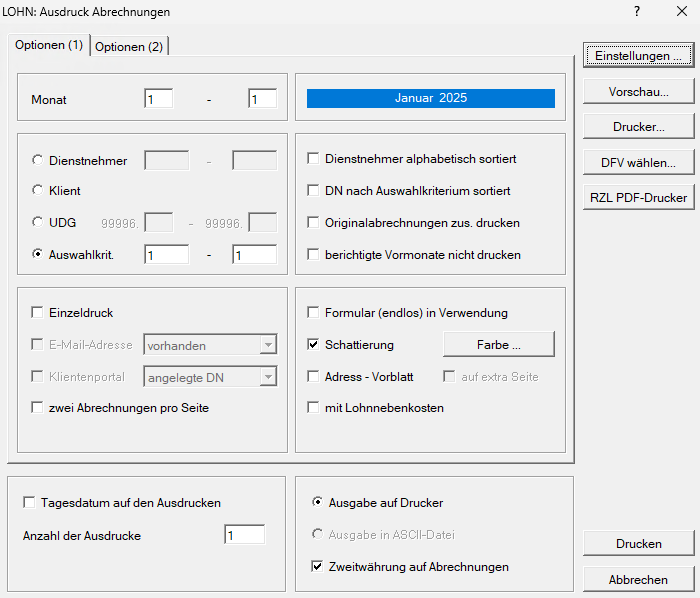 LOHN: Ausdruck Abrechnungen
?
Optionen (1)
Optionen (2)
Einstellungen ...
Monat 1 - 1
Januar 2025
Vorschau...
Drucker...
DFV wählen...
RZL PDF-Drucker
Dienstnehmer -
Klient
UDG 99996. - 99996.
Auswahlkrit. 1 - 1
Dienstnehmer alphabetisch sortiert
DN nach Auswahlkriterium sortiert
Originalabrechnungen zus. drucken
berichtigte Vormonate nicht drucken
Einzeldruck
E-Mail-Adresse vorhanden
Klientenportal angelegte DN
zwei Abrechnungen pro Seite
Formular (endlos) in Verwendung
Schattierung Farbe ...
Adress - Vorblatt auf extra Seite
mit Lohnnebenkosten
Tagesdatum auf den Ausdrucken
Anzahl der Ausdrucke 1
Ausgabe auf Drucker
Ausgabe in ASCII-Datei
Zweitwährung auf Abrechnungen
Drucken
Abbrechen